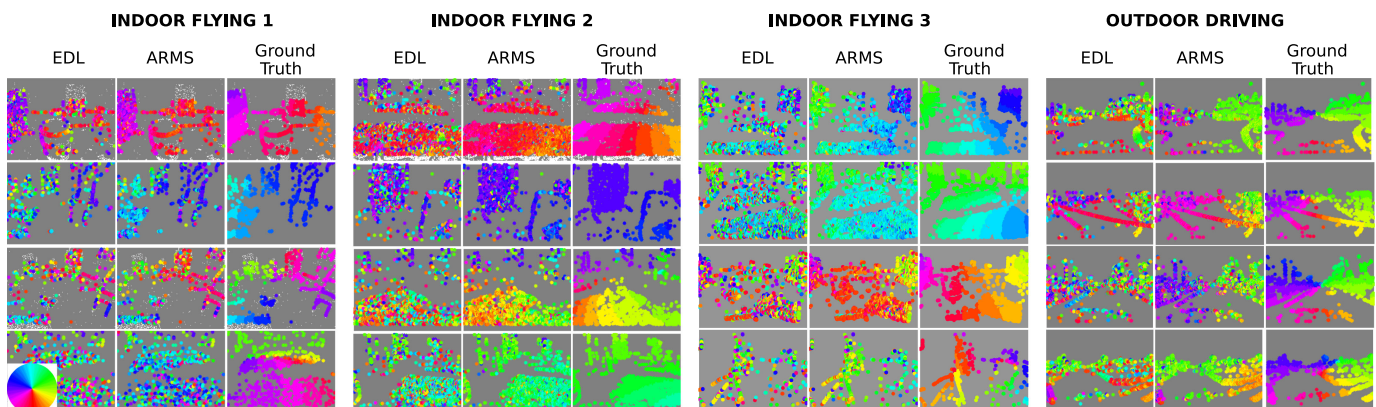 INDOOR FLYING 1
INDOOR FLYING 2
INDOOR FLYING 3
OUTDOOR DRIVING
EDL
ARMS
Ground
Truth
EDL
ARMS
Ground
Truth
EDL
ARMS
Ground
Truth
EDL
ARMS
Ground
Truth